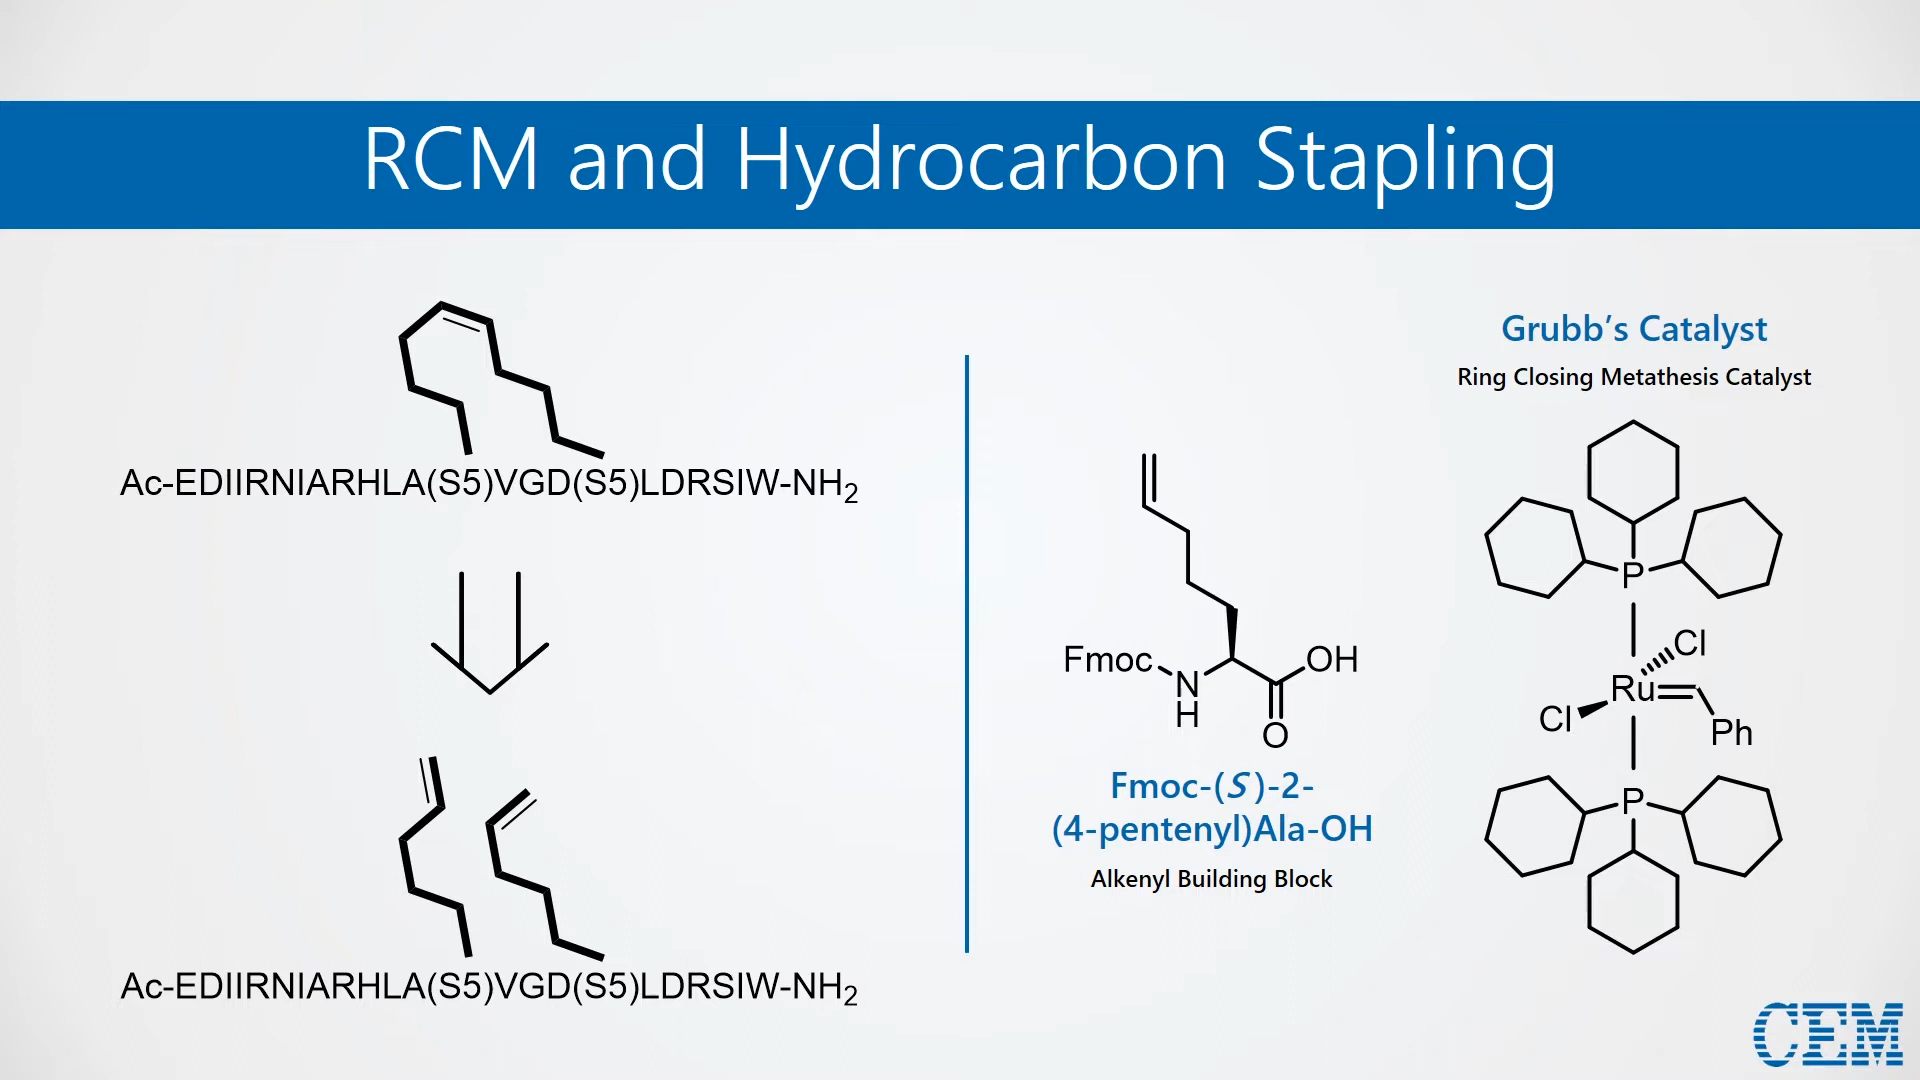 RCM and Hydrocarbon Stapling
Ac-EDIIRNIARHLA(S5)VGD(S5)LDRSIW-NH2
Ac-EDIIRNIARHLA(S5)VGD(S5)LDRSIW-NH2
Fmoc
N
H
OH
O
Fmoc-(S)-2-
(4-pentenyl)Ala-OH
Alkenyl Building Block
Grubb’s Catalyst
Ring Closing Metathesis Catalyst
P
Cl
Ru
Cl
Ph
P
CEM